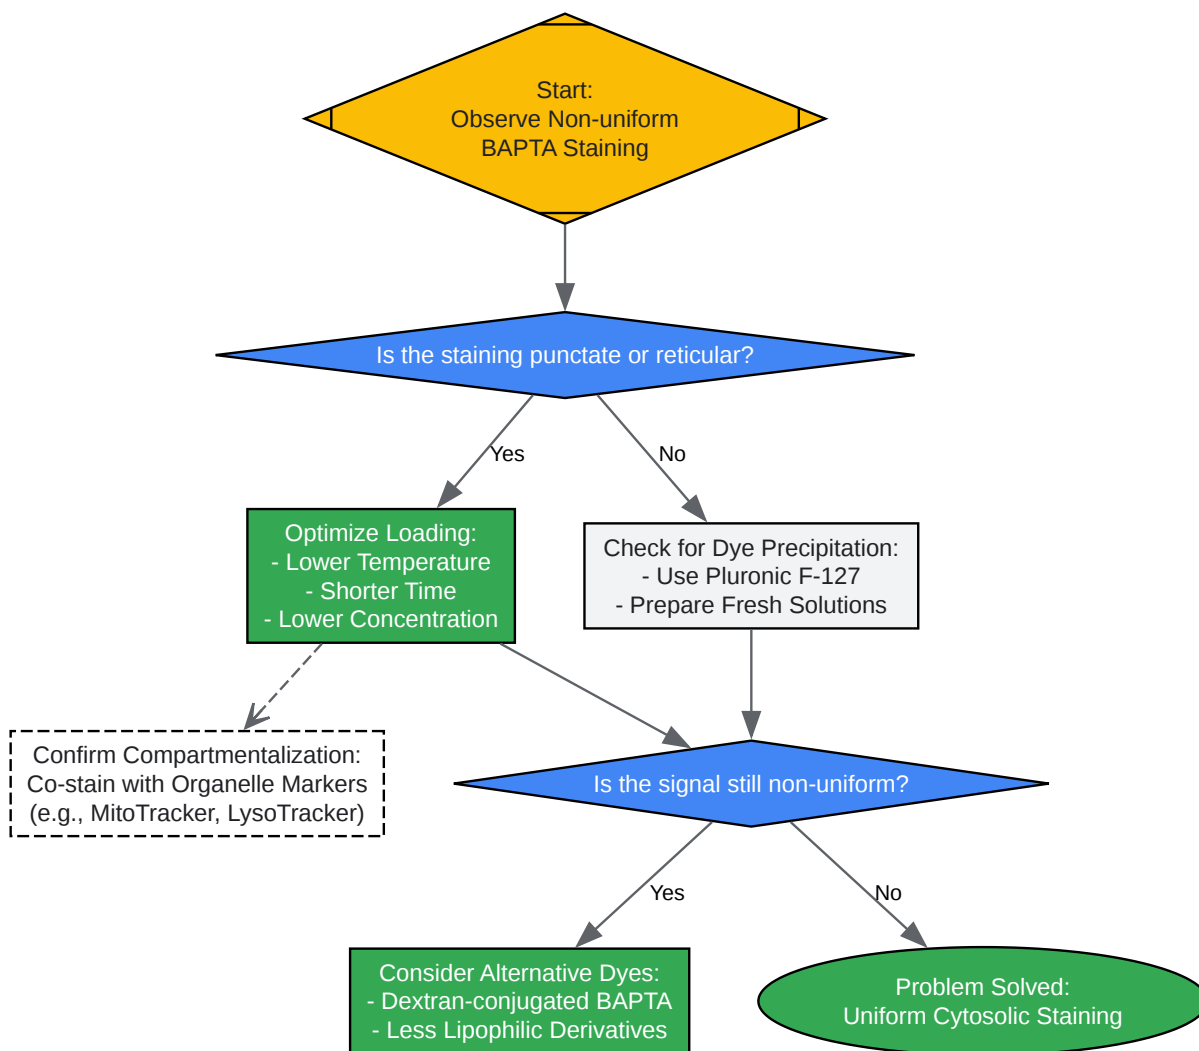 Start:
Observe Non-uniform
BAPTA Staining
Is the staining punctate or reticular?
Yes
No
Optimize Loading:
- Lower Temperature
- Shorter Time
- Lower Concentration
Check for Dye Precipitation:
- Use Pluronic F-127
- Prepare Fresh Solutions
Confirm Compartmentalization:
Co-stain with Organelle Markers
(e.g., MitoTracker, LysoTracker)
Is the signal still non-uniform?
Yes
No
Consider Alternative Dyes:
- Dextran-conjugated BAPTA
- Less Lipophilic Derivatives
Problem Solved:
Uniform Cytosolic Staining